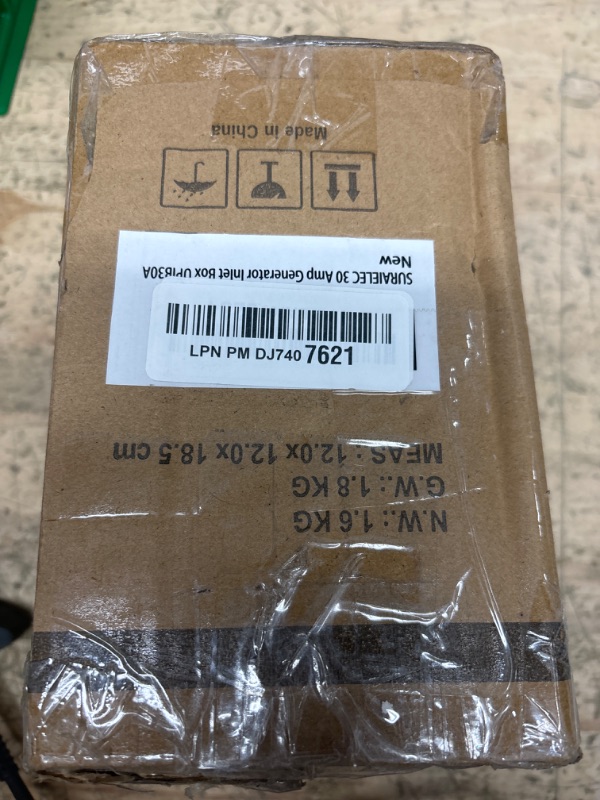 N.W.: 1.6 KG
G.W.: 1.8 KG
MEAS : 12.0x 12.0x 18.5 cm
LPN PM DJ740 7621
SURAIELEC 30 Amp Generator Inlet Box UPIB30A
New
Made in China